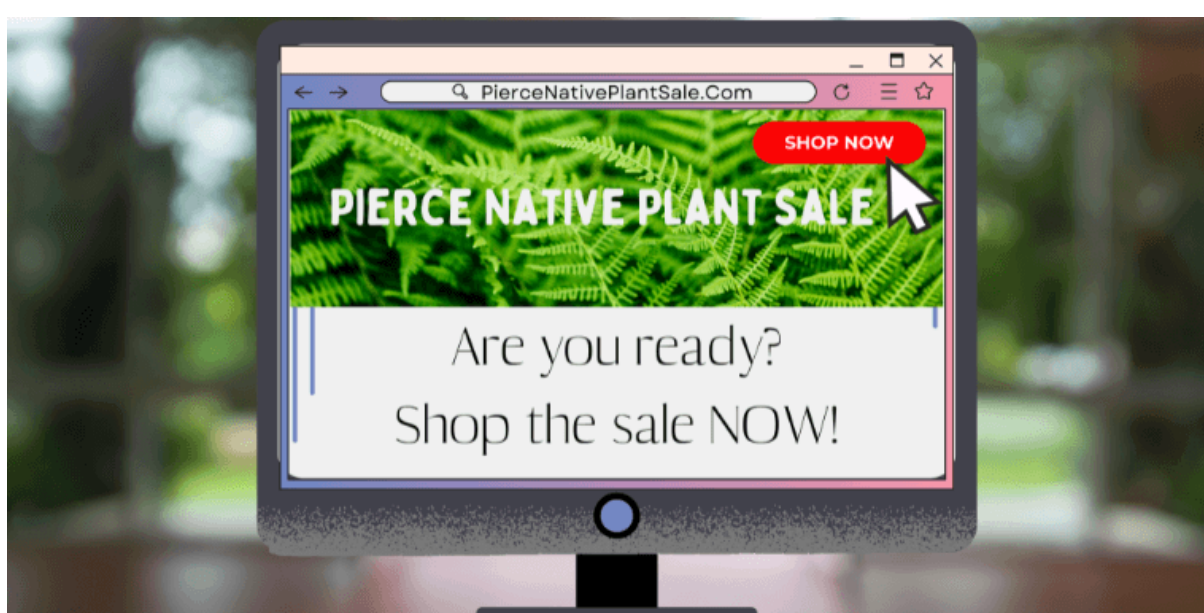 PierceNativePlantSale.Com
SHOP NOW
PIERCE NATIVE PLANT SALE
Are you ready?
Shop the sale NOW!